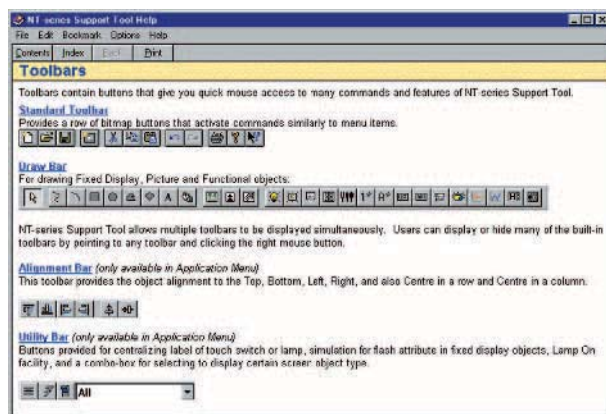 NT-series Support Tool Help
File Edit Bookmark Options Help
Contents Index Back Print
Toolbars
Toolbars contain buttons that give you quick mouse access to many commands and features of NT-series Support Tool.
Standard Toolbar
Provides a row of bitmap buttons that activate commands similarly to menu items.
Draw Bar
For drawing Fixed Display, Picture and Functional objects:
NT-series Support Tool allows multiple toolbars to be displayed simultaneously. Users can display or hide many of the built-in
toolbars by pointing to any toolbar and clicking the right mouse button.
Alignment Bar (only available in Application Menu)
This toolbar provides the object alignment to the Top, Bottom, Left, Right, and also Centre in a row and Centre in a column.
Utility Bar (only available in Application Menu)
Buttons provided for centralizing label of touch switch or lamp, simulation for flash attribute in fixed display objects, Lamp On
facility, and a combo-box for selecting to display certain screen object type.
All